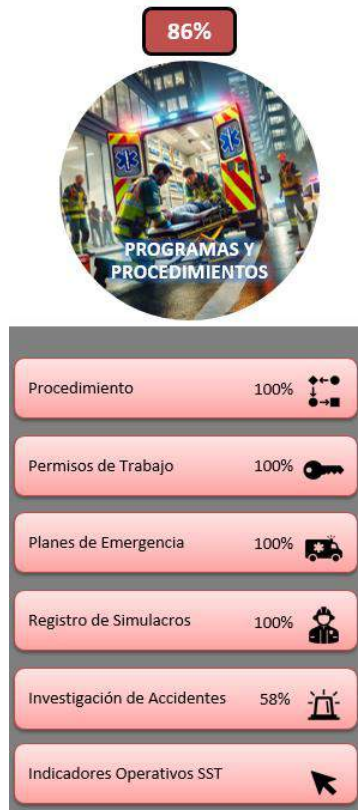 86%
PROGRAMAS Y
PROCEDIMIENTOS
Procedimiento 100%
Permisos de Trabajo 100%
Planes de Emergencia 100%
Registro de Simulacros 100%
Investigación de Accidentes 58%
Indicadores Operativos SST